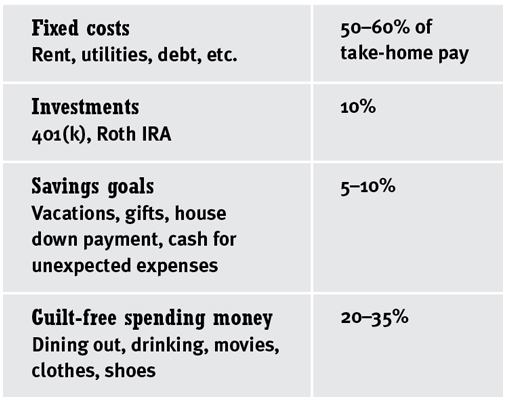 Fixed costs
Rent, utilities, debt, etc.
50–60% of
take-home pay
Investments
401(k), Roth IRA
10%
Savings goals
Vacations, gifts, house
down payment, cash for
unexpected expenses
5–10%
Guilt-free spending money
Dining out, drinking, movies,
clothes, shoes
20–35%